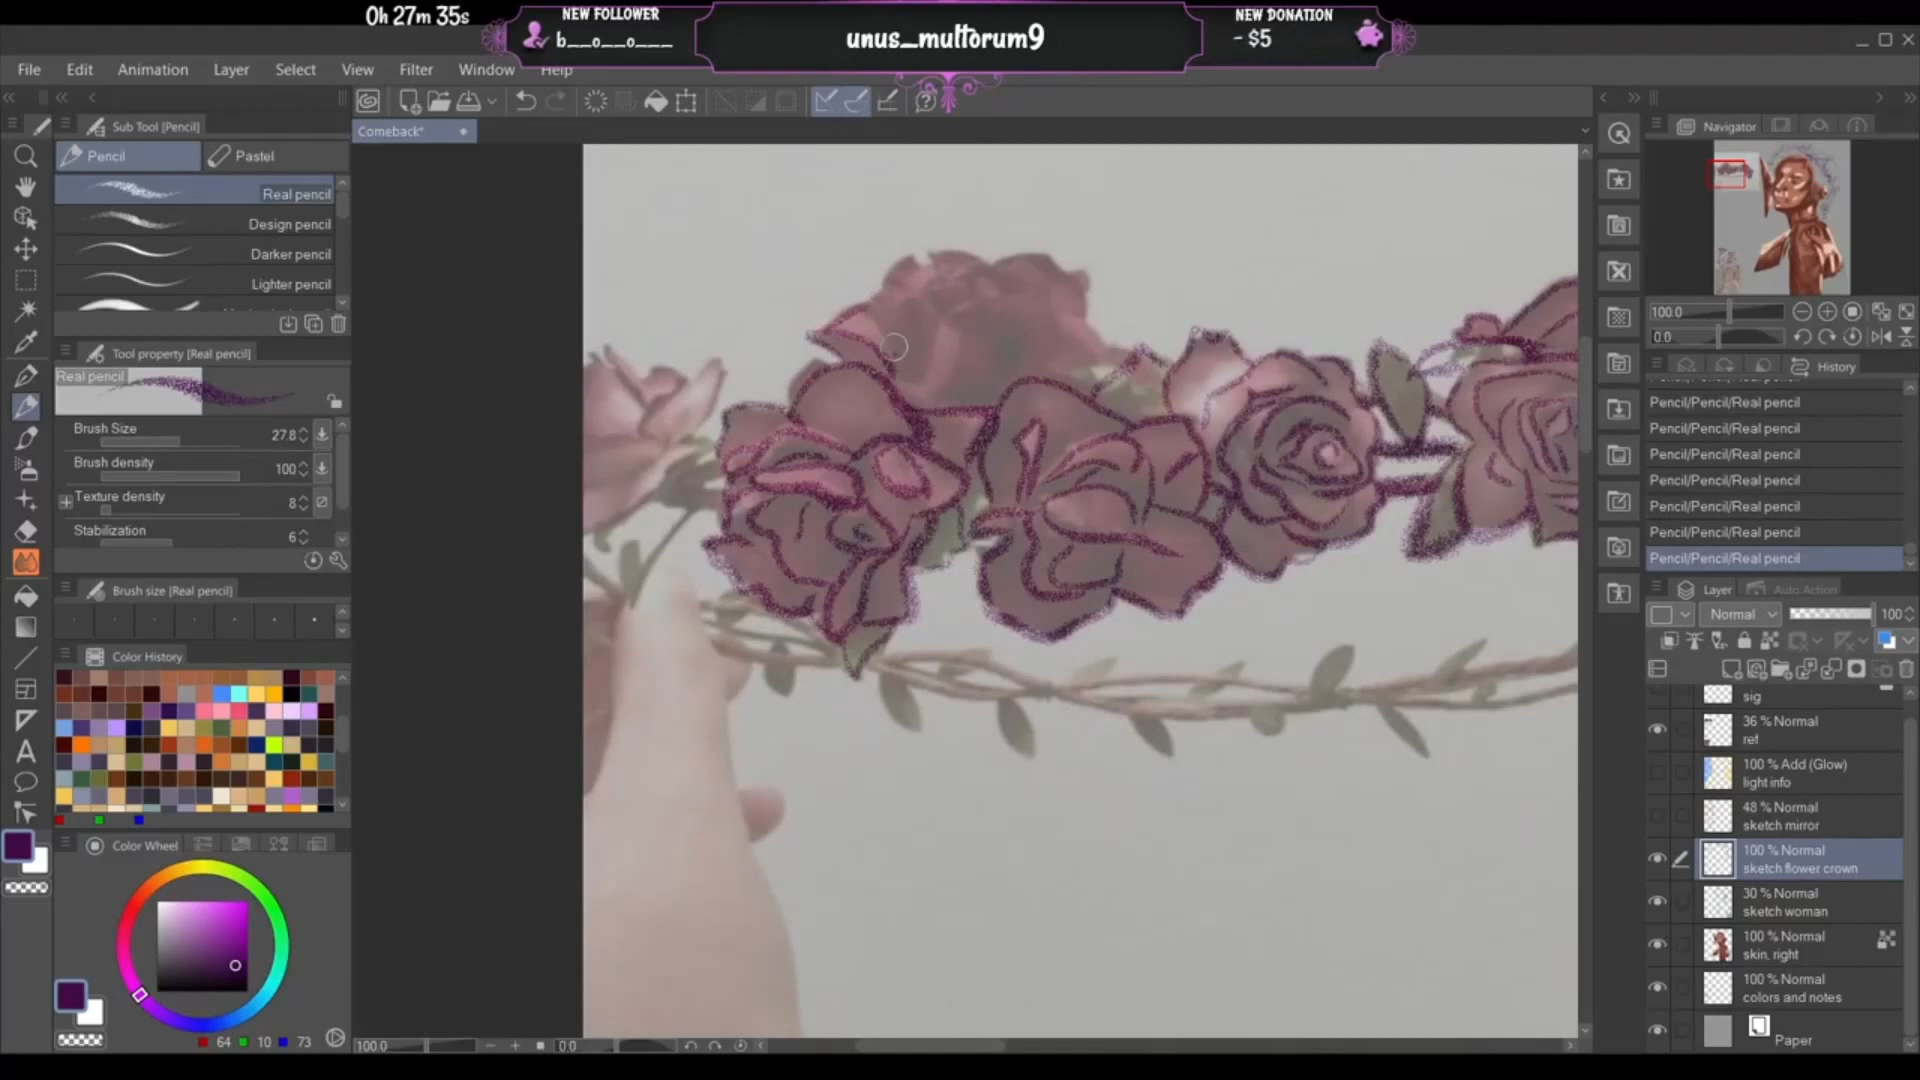 0h 27m 35s
NEW FOLLOWER
b__o__o___
unus_multorum9
NEW DONATION
- $5
File Edit Animation Layer Select View Filter Window Help
Sub Tool [Pencil]
Pencil Pastel
Real pencil
Design pencil
Darker pencil
Lighter pencil
Tool property [Real pencil]
Real pencil
Brush Size 27.8
Brush density 100
Texture density 8
Stabilization 6
Brush size [Real pencil]
Color History
Color Wheel
64 10 73
Comeback*
100.0 0.0
Navigator
100.0
0.0
History
Pencil/Pencil/Real pencil
Pencil/Pencil/Real pencil
Pencil/Pencil/Real pencil
Pencil/Pencil/Real pencil
Pencil/Pencil/Real pencil
Pencil/Pencil/Real pencil
Pencil/Pencil/Real pencil
Layer Auto Action
Normal 100
sig
36 % Normal
ref
100 % Add (Glow)
light info
48 % Normal
sketch mirror
100 % Normal
sketch flower crown
30 % Normal
sketch woman
100 % Normal
skin, right
100 % Normal
colors and notes
Paper